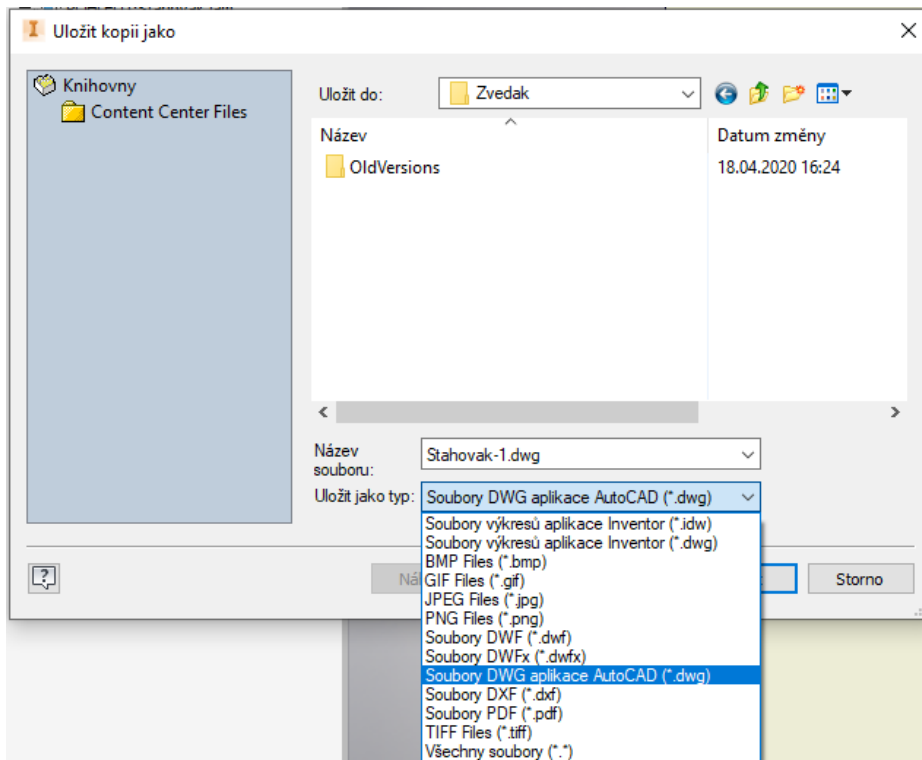 Uložit kopii jako
Knihovny
Content Center Files
Uložit do:
Zvedak
Název
Datum změny
OldVersions
18.04.2020 16:24
Název
souboru:
Stahovak-1.dwg
Uložit jako typ:
Soubory DWG aplikace AutoCAD (*.dwg)
Soubory výkresů aplikace Inventor (*.idw)
Soubory výkresů aplikace Inventor (*.dwg)
BMP Files (*.bmp)
GIF Files (*.gif)
JPEG Files (*.jpg)
PNG Files (*.png)
Soubory DWF (*.dwf)
Soubory DWFx (*.dwfx)
Soubory DWG aplikace AutoCAD (*.dwg)
Soubory DXF (*.dxf)
Soubory PDF (*.pdf)
TIFF Files (*.tiff)
Všechny soubory (*.*)
Storno